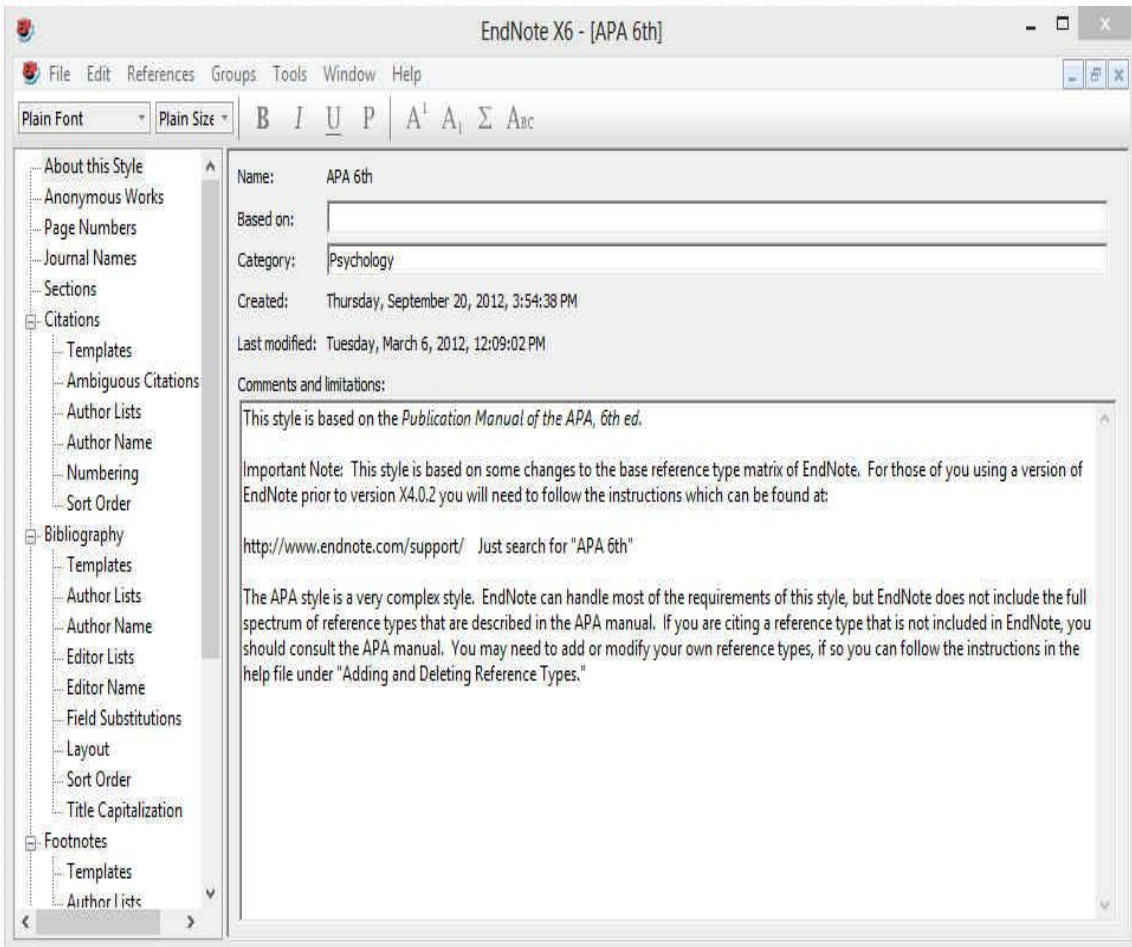 EndNote X6 - [APA 6th]
File Edit References Groups Tools Window Help
Plain Font Plain Size B I U P A1 A1 Σ ABC
About this Style
Anonymous Works
Page Numbers
Journal Names
Sections
Citations
Templates
Ambiguous Citations
Author Lists
Author Name
Numbering
Sort Order
Bibliography
Templates
Author Lists
Author Name
Editor Lists
Editor Name
Field Substitutions
Layout
Sort Order
Title Capitalization
Footnotes
Templates
Author Lists
Name: APA 6th
Based on:
Category: Psychology
Created: Thursday, September 20, 2012, 3:54:38 PM
Last modified: Tuesday, March 6, 2012, 12:09:02 PM
Comments and limitations:
This style is based on the Publication Manual of the APA, 6th ed.
Important Note: This style is based on some changes to the base reference type matrix of EndNote. For those of you using a version of
EndNote prior to version X4.0.2 you will need to follow the instructions which can be found at:
http://www.endnote.com/support/ Just search for "APA 6th"
The APA style is a very complex style. EndNote can handle most of the requirements of this style, but EndNote does not include the full
spectrum of reference types that are described in the APA manual. If you are citing a reference type that is not included in EndNote, you
should consult the APA manual. You may need to add or modify your own reference types, if so you can follow the instructions in the
help file under "Adding and Deleting Reference Types."